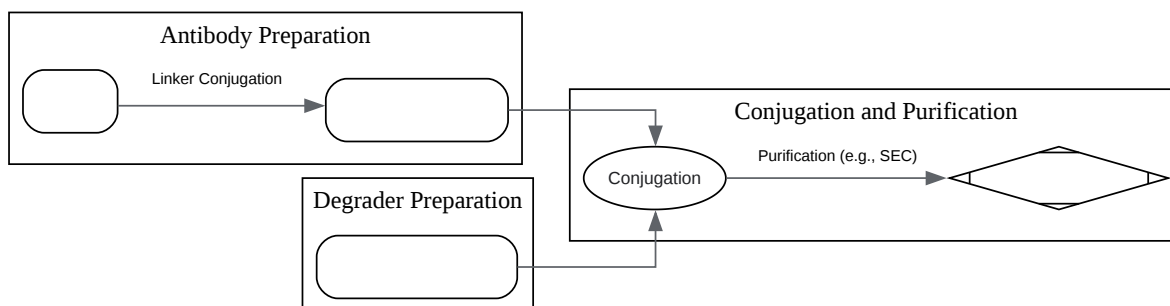 Antibody Preparation
Linker Conjugation
Conjugation and Purification
Purification (e.g., SEC)
Conjugation
Degrader Preparation